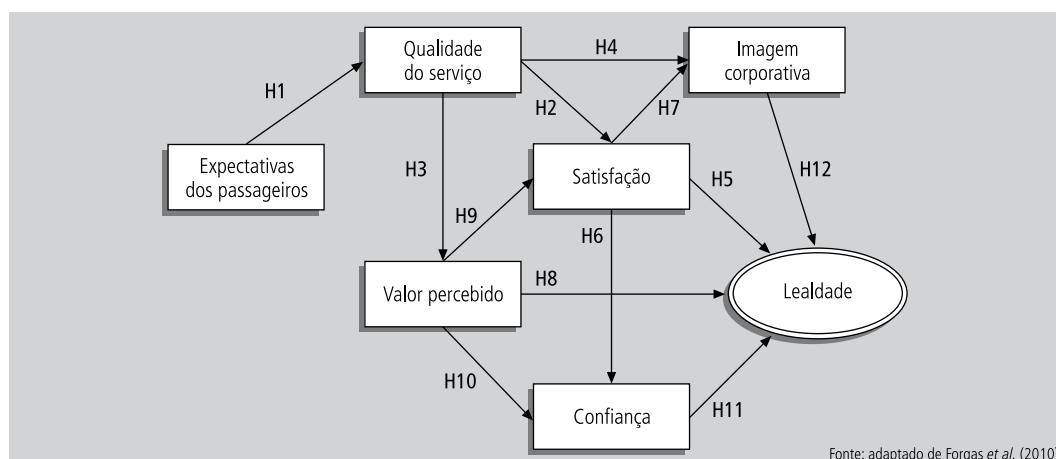 Qualidade
do serviço
H4
Imagem
corporativa
H1
H2
H7
Expectativas
dos passageiros
H3
Satisfação
H5
H12
H9
H6
Valor percebido
H8
Lealdade
H10
Confiança
H11
Fonte: adaptado de Forgas et al. (2010)